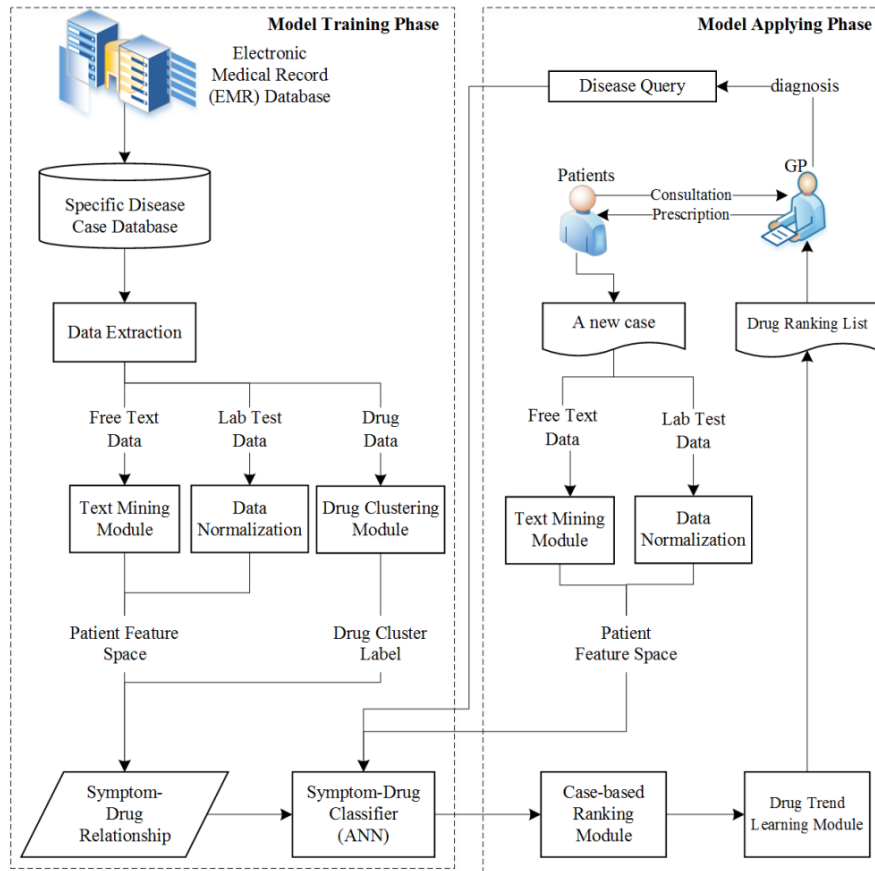 Model Training Phase
Electronic
Medical Record
(EMR) Database
Specific Disease
Case Database
Data Extraction
Free Text
Data
Lab Test
Data
Drug
Data
Text Mining
Module
Data
Normalization
Drug Clustering
Module
Patient Feature
Space
Drug Cluster
Label
Symptom-
Drug
Relationship
Symptom-Drug
Classifier
(ANN)
Model Applying Phase
Disease Query
diagnosis
Patients
GP
Consultation
Prescription
A new case
Drug Ranking List
Free Text
Data
Lab Test
Data
Text Mining
Module
Data
Normalization
Patient
Feature Space
Case-based
Ranking
Module
Drug Trend
Learning Module